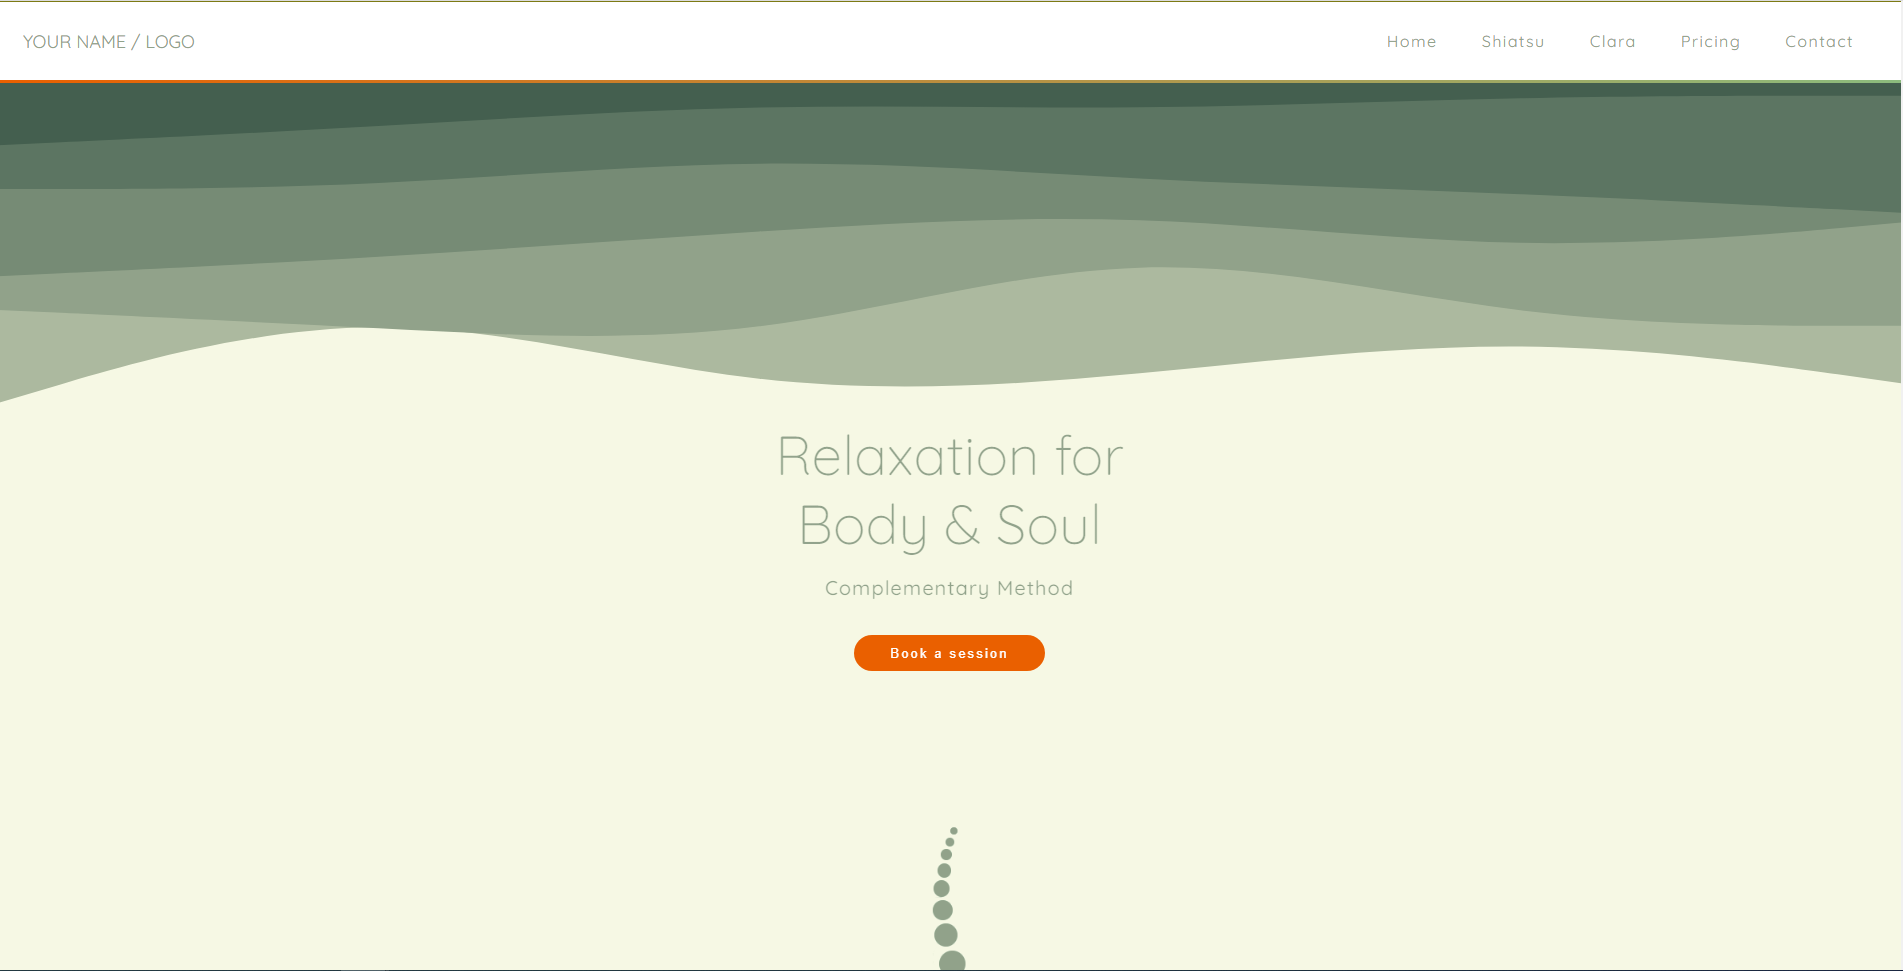 YOUR NAME / LOGO
Home Shiatsu Clara Pricing Contact
Relaxation for
Body & Soul
Complementary Method
Book a session